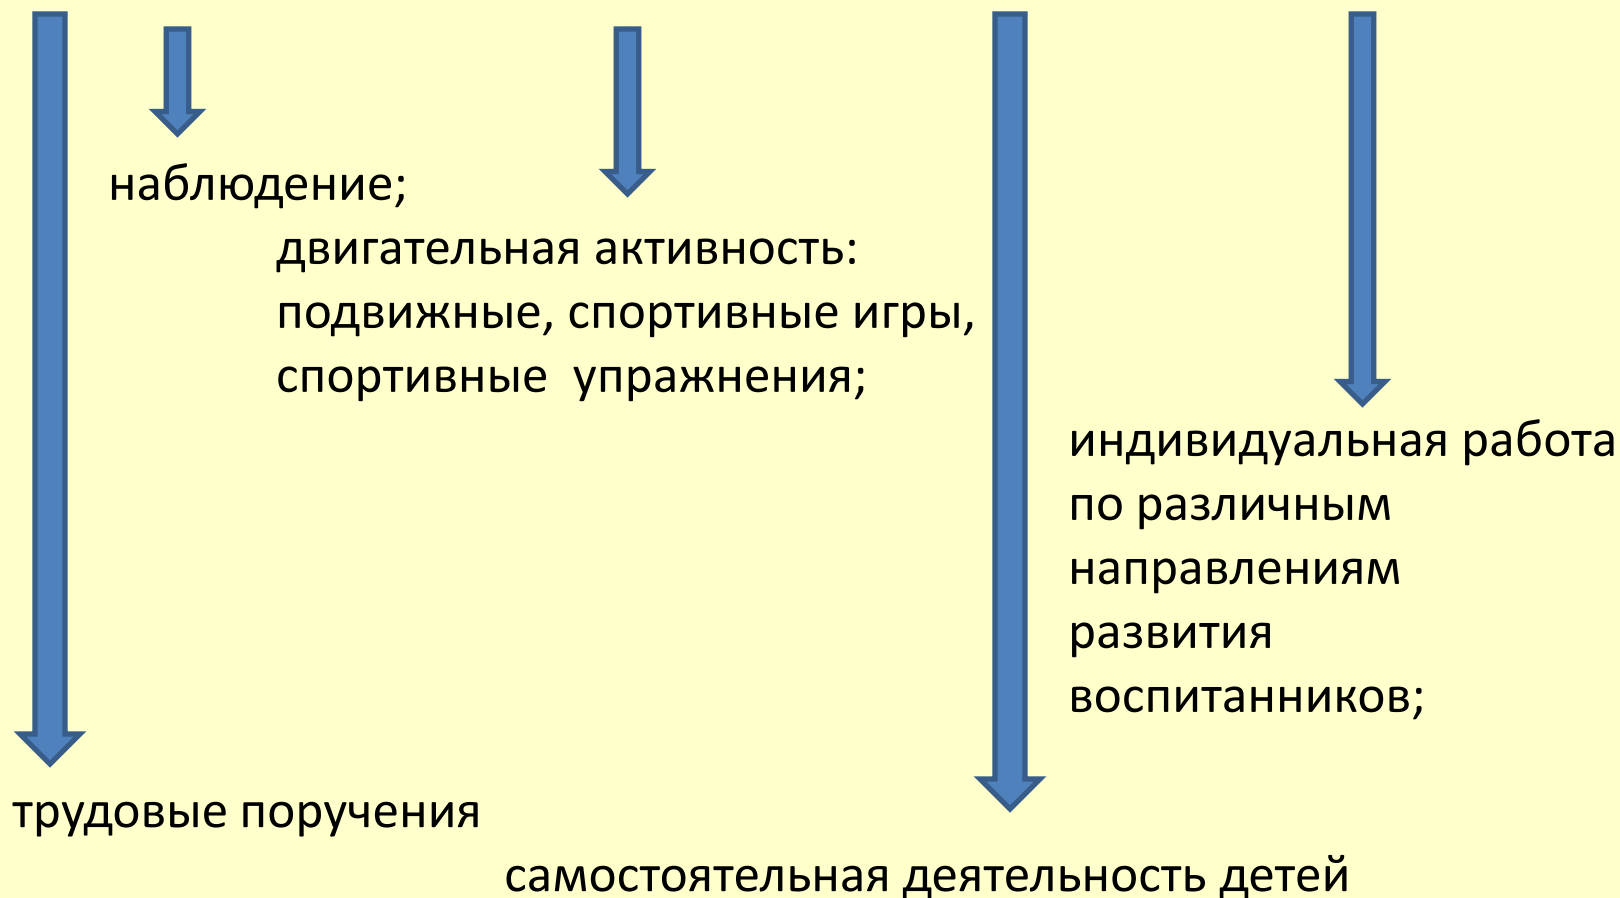 наблюдение;
двигательная активность:
подвижные, спортивные игры,
спортивные упражнения;
индивидуальная работа
по различным
направлениям
развития
воспитанников;
трудовые поручения
самостоятельная деятельность детей